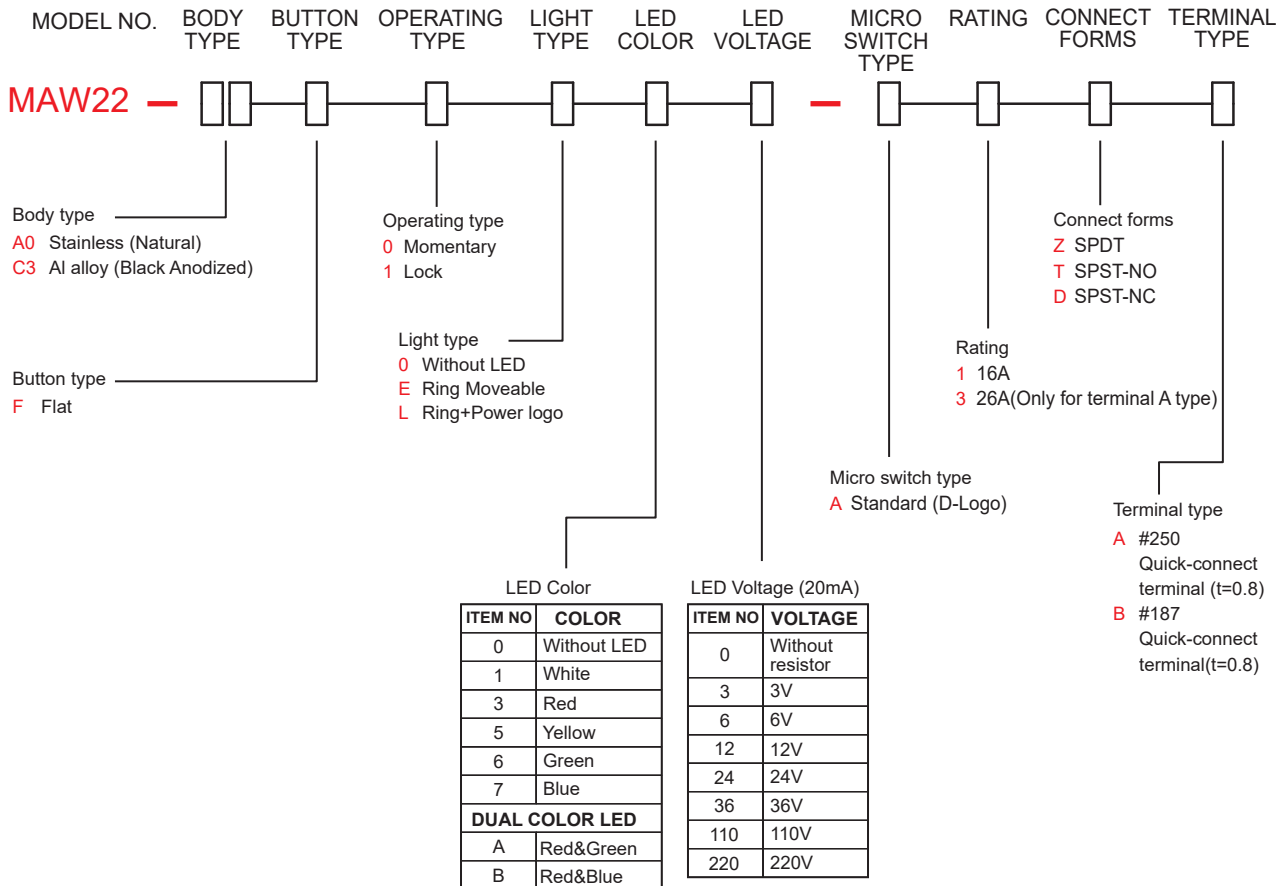 MODEL NO.
BODY TYPE
BUTTON TYPE
OPERATING TYPE
LIGHT TYPE
LED COLOR
LED VOLTAGE
MICRO SWITCH TYPE
RATING
CONNECT FORMS
TERMINAL TYPE
MAW22 — —
Body type
A0 Stainless (Natural)
C3 Al alloy (Black Anodized)
Button type
F Flat
Operating type
0 Momentary
1 Lock
Light type
0 Without LED
E Ring Moveable
L Ring+Power logo
LED Color
ITEM NO COLOR
0 Without LED
1 White
3 Red
5 Yellow
6 Green
7 Blue
DUAL COLOR LED
A Red&Green
B Red&Blue
LED Voltage (20mA)
ITEM NO VOLTAGE
0 Without resistor
3 3V
6 6V
12 12V
24 24V
36 36V
110 110V
220 220V
Micro switch type
A Standard (D-Logo)
Rating
1 16A
3 26A(Only for terminal A type)
Connect forms
Z SPDT
T SPST-NO
D SPST-NC
Terminal type
A #250
Quick-connect
terminal (t=0.8)
B #187
Quick-connect
terminal(t=0.8)